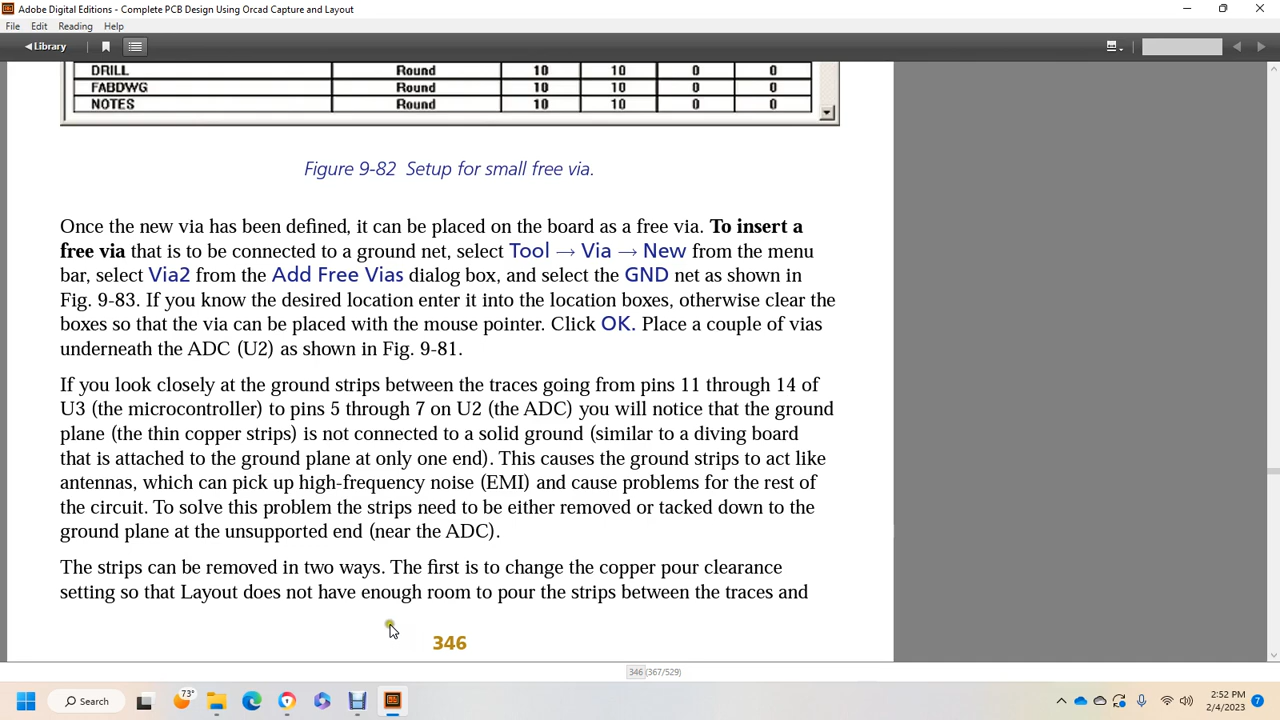 Adobe Digital Editions - Complete PCB Design Using Orcad Capture and Layout
File Edit Reading Help
Library
DRILL Round 10 10 0 0
FABDWG Round 10 10 0 0
NOTES Round 10 10 0 0
Figure 9-82 Setup for small free via.
Once the new via has been defined, it can be placed on the board as a free via. To insert a
free via that is to be connected to a ground net, select Tool → Via → New from the menu
bar, select Via2 from the Add Free Vias dialog box, and select the GND net as shown in
Fig. 9-83. If you know the desired location enter it into the location boxes, otherwise clear the
boxes so that the via can be placed with the mouse pointer. Click OK. Place a couple of vias
underneath the ADC (U2) as shown in Fig. 9-81.
If you look closely at the ground strips between the traces going from pins 11 through 14 of
U3 (the microcontroller) to pins 5 through 7 on U2 (the ADC) you will notice that the ground
plane (the thin copper strips) is not connected to a solid ground (similar to a diving board
that is attached to the ground plane at only one end). This causes the ground strips to act like
antennas, which can pick up high-frequency noise (EMI) and cause problems for the rest of
the circuit. To solve this problem the strips need to be either removed or tacked down to the
ground plane at the unsupported end (near the ADC).
The strips can be removed in two ways. The first is to change the copper pour clearance
setting so that Layout does not have enough room to pour the strips between the traces and
346
346 (367/529)
Search
73°
2:52 PM
2/4/2023
7